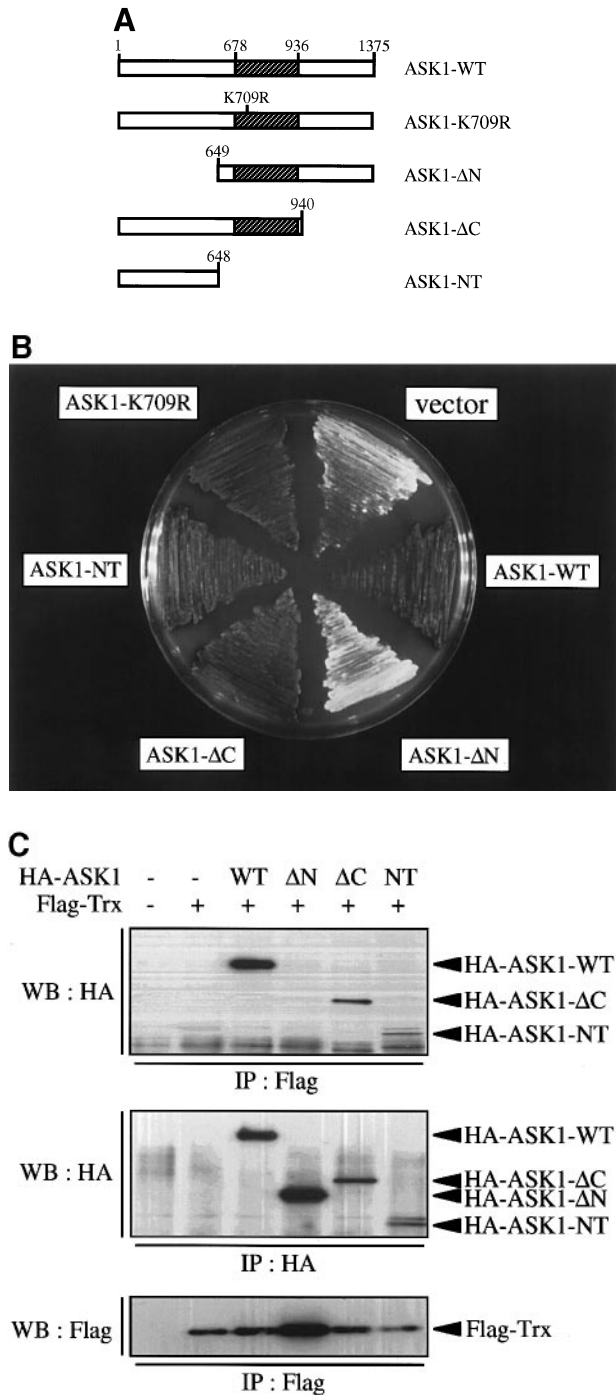 A
1 678 936 1375
ASK1-WT
K709R
ASK1-K709R
649
ASK1-ΔN
940
ASK1-ΔC
648
ASK1-NT
B
ASK1-K709R vector
ASK1-NT ASK1-WT
ASK1-ΔC ASK1-ΔN
C
HA-ASK1 - - WT ΔN ΔC NT
Flag-Trx - + + + + +
WB : HA
HA-ASK1-WT
HA-ASK1-ΔC
HA-ASK1-NT
IP : Flag
WB : HA
HA-ASK1-WT
HA-ASK1-ΔC
HA-ASK1-ΔN
HA-ASK1-NT
IP : HA
WB : Flag Flag-Trx
IP : Flag